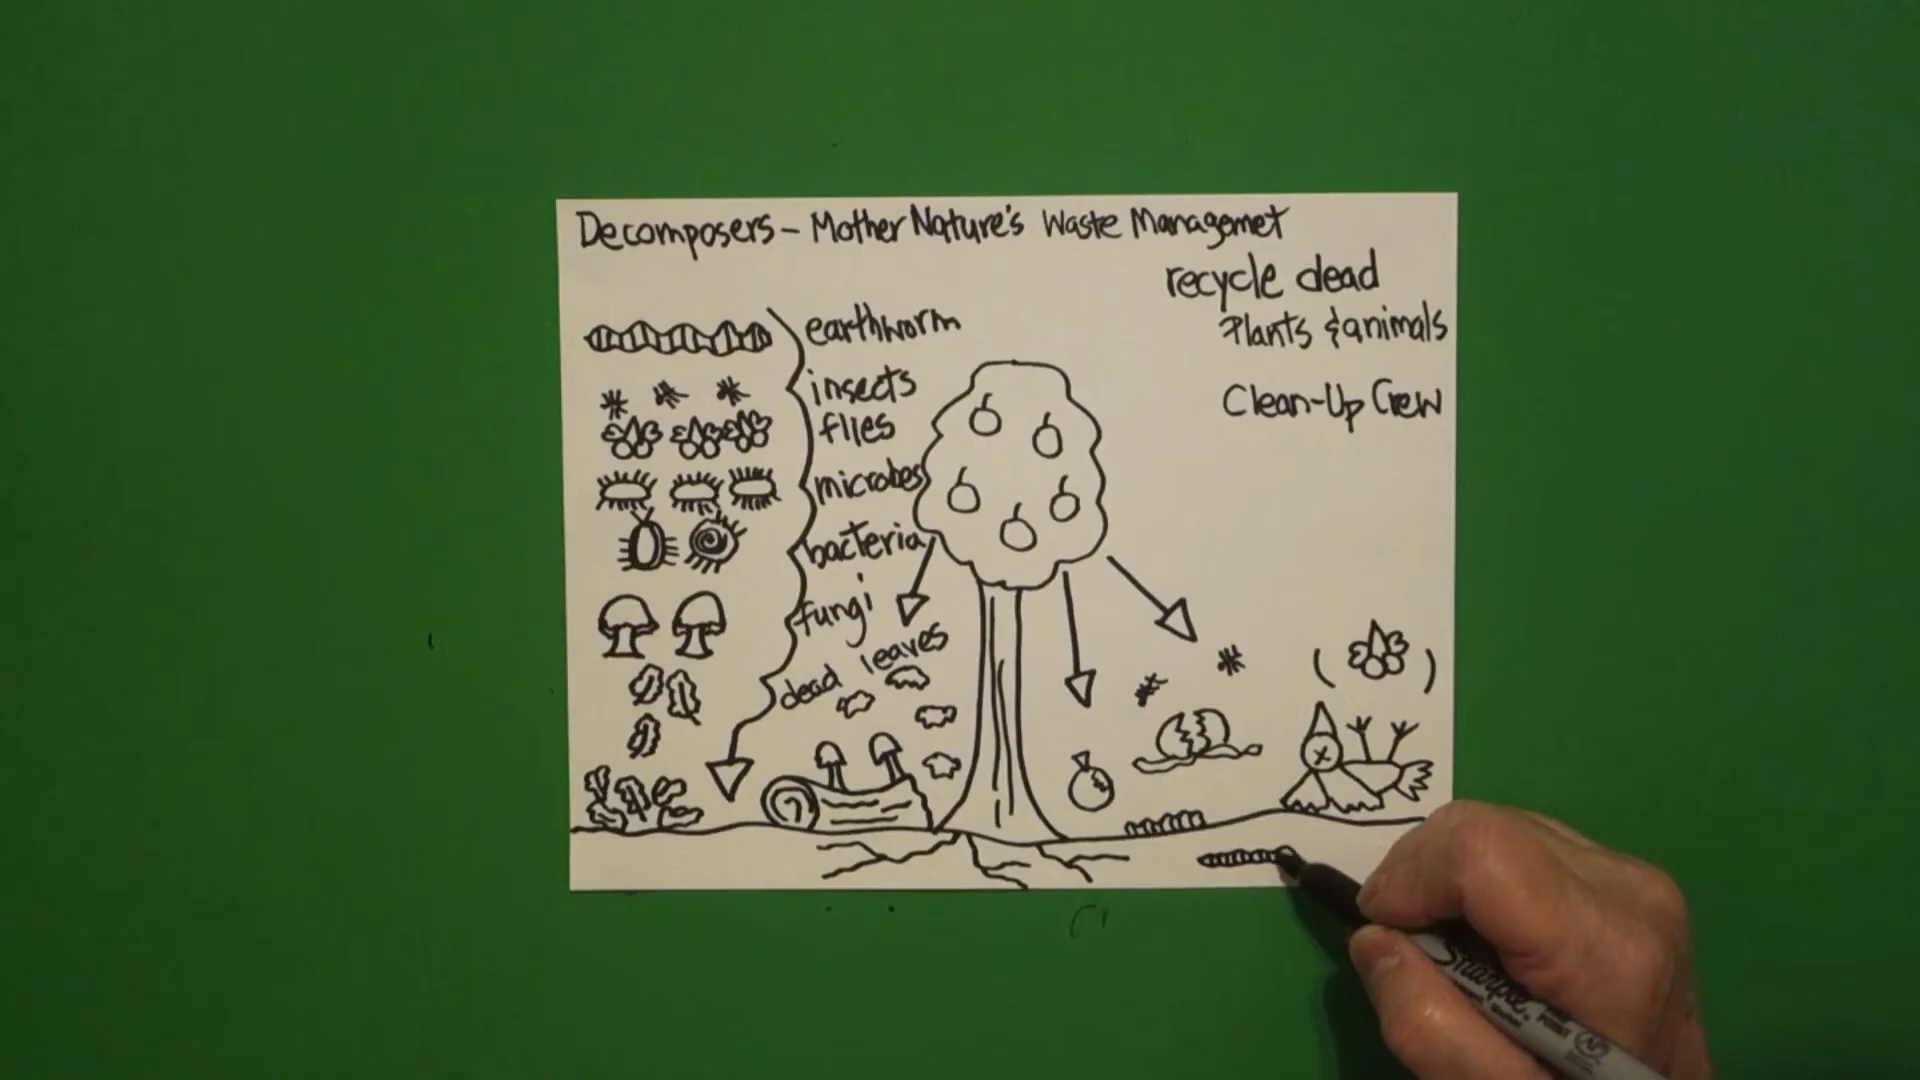 Decomposers - Mother Nature's Waste Managemet
recycle dead
Plants & animals
Clean-Up Crew
earthworm
insects
flies
microbes
bacteria
fungi
dead leaves
Sharpie